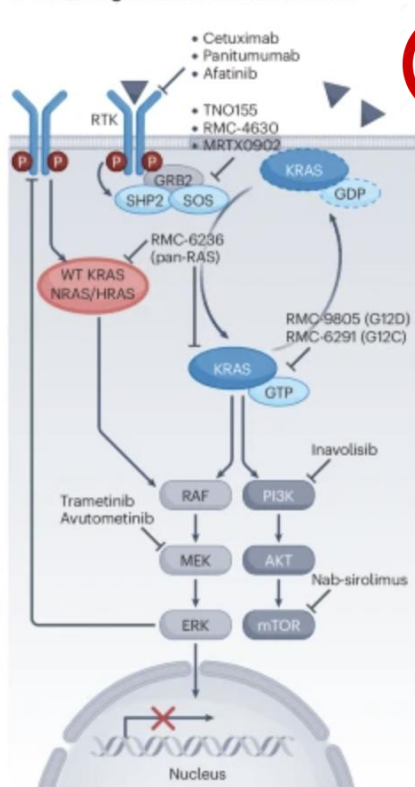 • Cetuximab
• Panitumumab
• Afatinib
RTK
• TNO155
• RMC-4630
• MRTX0902
P P P P
GRB2
SHP2 SOS
KRAS
GDP
RMC-6236
(pan-RAS)
WT KRAS
NRAS/HRAS
RMC-9805 (G12D)
RMC-6291 (G12C)
KRAS
GTP
Inavolisib
RAF PI3K
Trametinib
Avutometinib
MEK AKT
Nab-sirolimus
ERK mTOR
Nucleus